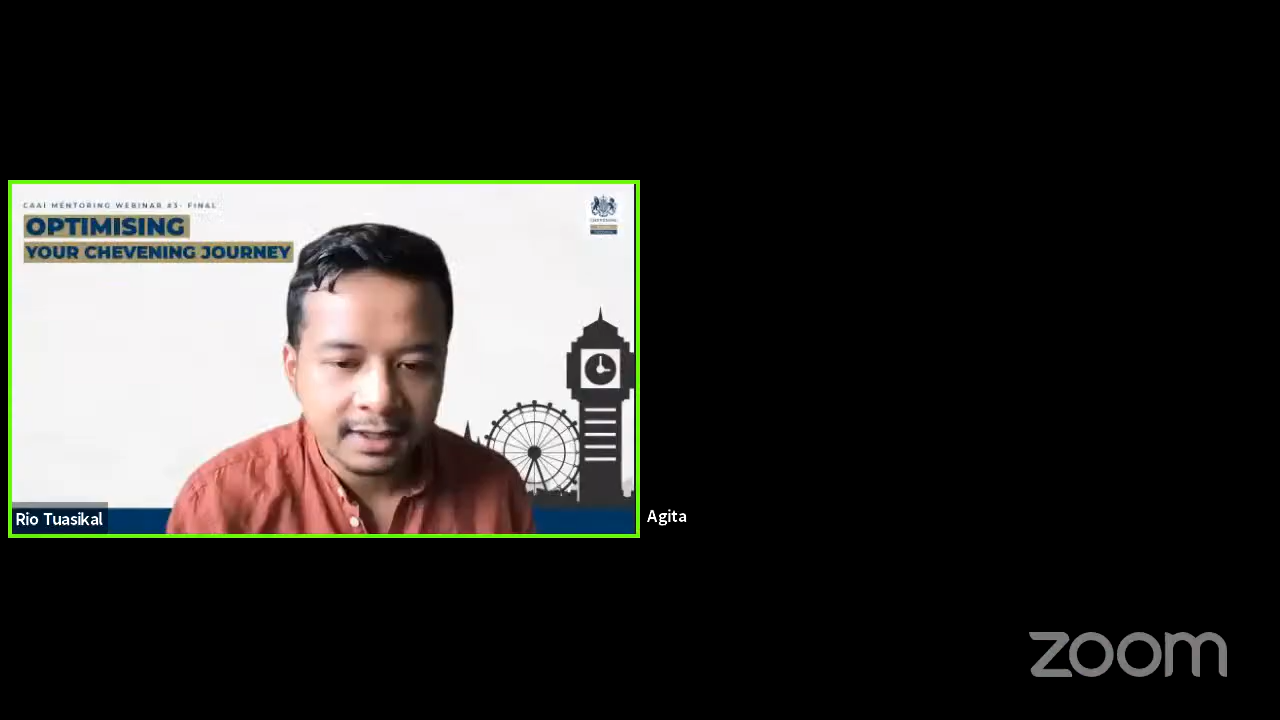 CAAI MENTORING WEBINAR #3- FINAL
OPTIMISING
YOUR CHEVENING JOURNEY
Rio Tuasikal
Agita
zoom